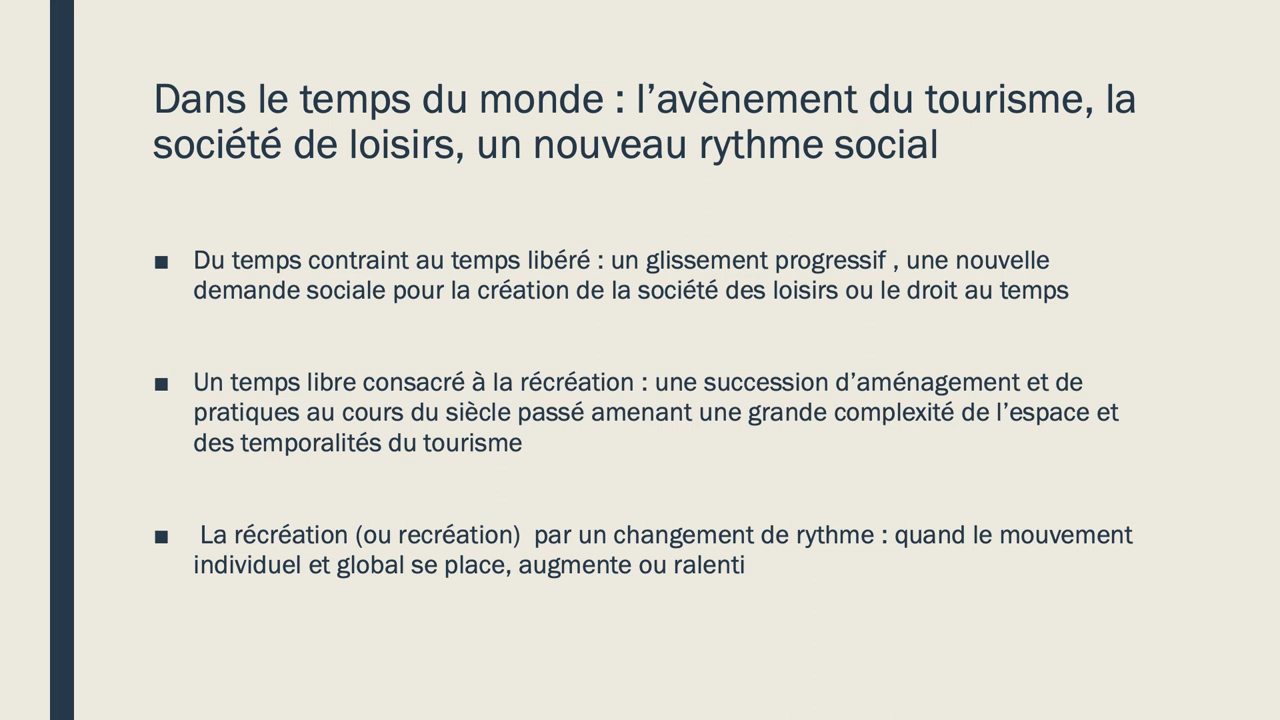 Dans le temps du monde : l’avènement du tourisme, la
société de loisirs, un nouveau rythme social
■ Du temps contraint au temps libéré : un glissement progressif , une nouvelle
demande sociale pour la création de la société des loisirs ou le droit au temps
■ Un temps libre consacré à la récréation : une succession d’aménagement et de
pratiques au cours du siècle passé amenant une grande complexité de l’espace et
des temporalités du tourisme
■ La récréation (ou recréation)  par un changement de rythme : quand le mouvement
individuel et global se place, augmente ou ralenti